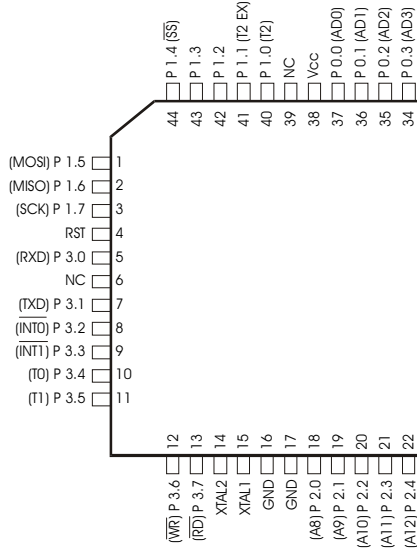 P 1.4 (S̅S̅)
P 1.3
P 1.2
P 1.1 (T2 EX)
P 1.0 (T2)
NC
Vcc
P 0.0 (AD0)
P 0.1 (AD1)
P 0.2 (AD2)
P 0.3 (AD3)
44
43
42
41
40
39
38
37
36
35
34
(MOSI) P 1.5 1
(MISO) P 1.6 2
(SCK) P 1.7 3
RST 4
(RXD) P 3.0 5
NC 6
(TXD) P 3.1 7
(I̅N̅T̅0̅) P 3.2 8
(I̅N̅T̅1̅) P 3.3 9
(T0) P 3.4 10
(T1) P 3.5 11
12
13
14
15
16
17
18
19
20
21
22
(W̅R̅) P 3.6
(R̅D̅) P 3.7
XTAL2
XTAL1
GND
GND
(A8) P 2.0
(A9) P 2.1
(A10) P 2.2
(A11) P 2.3
(A12) P 2.4